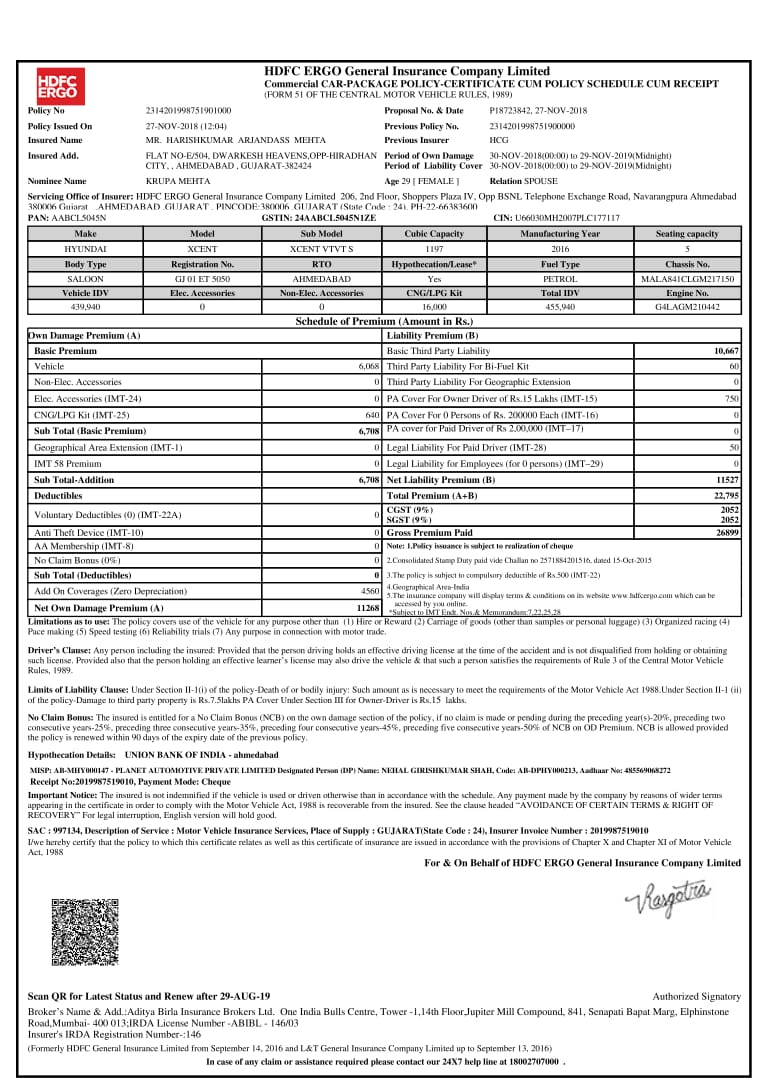 HDFC ERGO
HDFC ERGO General Insurance Company Limited
Commercial CAR-PACKAGE POLICY-CERTIFICATE CUM POLICY SCHEDULE CUM RECEIPT
(FORM 51 OF THE CENTRAL MOTOR VEHICLE RULES, 1989)
Policy No 2314201998751901000 Proposal No. & Date P18723842, 27-NOV-2018
Policy Issued On 27-NOV-2018 (12:04) Previous Policy No. 2314201998751900000
Insured Name MR. HARISHKUMAR ARJANDASS MEHTA Previous Insurer HCG
Insured Add. FLAT NO-E/504, DWARKESH HEAVENS,OPP-HIRADHAN Period of Own Damage 30-NOV-2018(00:00) to 29-NOV-2019(Midnight)
CITY, , AHMEDABAD , GUJARAT-382424 Period of Liability Cover 30-NOV-2018(00:00) to 29-NOV-2019(Midnight)
Nominee Name KRUPA MEHTA Age 29 [ FEMALE ] Relation SPOUSE
Servicing Office of Insurer: HDFC ERGO General Insurance Company Limited 206, 2nd Floor, Shoppers Plaza IV, Opp BSNL Telephone Exchange Road, Navarangpura Ahmedabad
380006 Gujarat , AHMEDABAD ,GUJARAT , PINCODE:380006 ,GUJARAT (State Code : 24), PH-22-66383600
PAN: AABCL5045N GSTIN: 24AABCL5045N1ZE CIN: U66030MH2007PLC177117
Make Model Sub Model Cubic Capacity Manufacturing Year Seating capacity
HYUNDAI XCENT XCENT VTVT S 1197 2016 5
Body Type Registration No. RTO Hypothecation/Lease* Fuel Type Chassis No.
SALOON GJ 01 ET 5050 AHMEDABAD Yes PETROL MALA841CLGM217150
Vehicle IDV Elec. Accessories Non-Elec. Accessories CNG/LPG Kit Total IDV Engine No.
439,940 0 0 16,000 455,940 G4LAGM210442
Schedule of Premium (Amount in Rs.)
Own Damage Premium (A) Liability Premium (B)
Basic Premium Basic Third Party Liability 10,667
Vehicle 6,068 Third Party Liability For Bi-Fuel Kit 60
Non-Elec. Accessories 0 Third Party Liability For Geographic Extension 0
Elec. Accessories (IMT-24) 0 PA Cover For Owner Driver of Rs.15 Lakhs (IMT-15) 750
CNG/LPG Kit (IMT-25) 640 PA Cover For 0 Persons of Rs. 200000 Each (IMT-16) 0
Sub Total (Basic Premium) 6,708 PA cover for Paid Driver of Rs 2,00,000 (IMT–17) 0
Geographical Area Extension (IMT-1) 0 Legal Liability For Paid Driver (IMT-28) 50
IMT 58 Premium 0 Legal Liability for Employees (for 0 persons) (IMT–29) 0
Sub Total-Addition 6,708 Net Liability Premium (B) 11527
Deductibles Total Premium (A+B) 22,795
Voluntary Deductibles (0) (IMT-22A) 0 CGST (9%) 2052
SGST (9%) 2052
Anti Theft Device (IMT-10) 0 Gross Premium Paid 26899
AA Membership (IMT-8) 0 Note: 1.Policy issuance is subject to realization of cheque
No Claim Bonus (0%) 0 2.Consolidated Stamp Duty paid vide Challan no 2571884201516, dated 15-Oct-2015
Sub Total (Deductibles) 0 3.The policy is subject to compulsory deductible of Rs.500 (IMT-22)
Add On Coverages (Zero Depreciation) 4560 4.Geographical Area-India
5.The insurance company will display terms & conditions on its website www.hdfcergo.com which can be
accessed by you online.
Net Own Damage Premium (A) 11268 *Subject to IMT Endt. Nos.& Memorandum:7,22,25,28
Limitations as to use: The policy covers use of the vehicle for any purpose other than (1) Hire or Reward (2) Carriage of goods (other than samples or personal luggage) (3) Organized racing (4)
Pace making (5) Speed testing (6) Reliability trials (7) Any purpose in connection with motor trade.
Driver's Clause: Any person including the insured: Provided that the person driving holds an effective driving license at the time of the accident and is not disqualified from holding or obtaining
such license. Provided also that the person holding an effective learner's license may also drive the vehicle & that such a person satisfies the requirements of Rule 3 of the Central Motor Vehicle
Rules, 1989.
Limits of Liability Clause: Under Section II-1(i) of the policy-Death of or bodily injury: Such amount as is necessary to meet the requirements of the Motor Vehicle Act 1988.Under Section II-1 (ii)
of the policy-Damage to third party property is Rs.7.5lakhs PA Cover Under Section III for Owner-Driver is Rs.15 lakhs.
No Claim Bonus: The insured is entitled for a No Claim Bonus (NCB) on the own damage section of the policy, if no claim is made or pending during the preceding year(s)-20%, preceding two
consecutive years-25%, preceding three consecutive years-35%, preceding four consecutive years-45%, preceding five consecutive years-50% of NCB on OD Premium. NCB is allowed provided
the policy is renewed within 90 days of the expiry date of the previous policy.
Hypothecation Details: UNION BANK OF INDIA - ahmedabad
MISP: AB-MHY000147 - PLANET AUTOMOTIVE PRIVATE LIMITED Designated Person (DP) Name: NEHAL GIRISHKUMAR SHAH, Code: AB-DPHY000213, Aadhaar No: 485569068272
Receipt No:2019987519010, Payment Mode: Cheque
Important Notice: The insured is not indemnified if the vehicle is used or driven otherwise than in accordance with the schedule. Any payment made by the company by reasons of wider terms
appearing in the certificate in order to comply with the Motor Vehicle Act, 1988 is recoverable from the insured. See the clause headed "AVOIDANCE OF CERTAIN TERMS & RIGHT OF
RECOVERY" For legal interruption, English version will hold good.
SAC : 997134, Description of Service : Motor Vehicle Insurance Services, Place of Supply : GUJARAT(State Code : 24), Insurer Invoice Number : 2019987519010
I/we hereby certify that the policy to which this certificate relates as well as this certificate of insurance are issued in accordance with the provisions of Chapter X and Chapter XI of Motor Vehicle
Act, 1988
For & On Behalf of HDFC ERGO General Insurance Company Limited
Scan QR for Latest Status and Renew after 29-AUG-19 Authorized Signatory
Broker's Name & Add.:Aditya Birla Insurance Brokers Ltd. One India Bulls Centre, Tower -1,14th Floor,Jupiter Mill Compound, 841, Senapati Bapat Marg, Elphinstone
Road,Mumbai- 400 013;IRDA License Number -ABIBL - 146/03
Insurer's IRDA Registration Number-:146
(Formerly HDFC General Insurance Limited from September 14, 2016 and L&T General Insurance Company Limited up to September 13, 2016)
In case of any claim or assistance required please contact our 24X7 help line at 18002707000 .